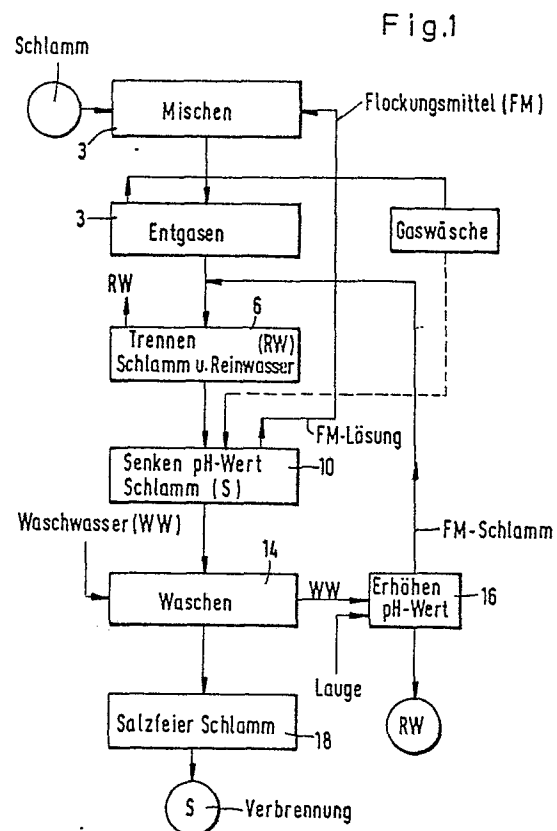 Fig.1
Schlamm
Mischen
3
Flockungsmittel (FM)
3
Entgasen
Gaswäsche
RW
6
Trennen (RW)
Schlamm u. Reinwasser
FM-Lösung
Senken pH-Wert
Schlamm (S)
10
Waschwasser (WW)
FM-Schlamm
14
Waschen
WW
Erhöhen
pH-Wert
16
Lauge
Salzfeier Schlamm
18
RW
S
Verbrennung